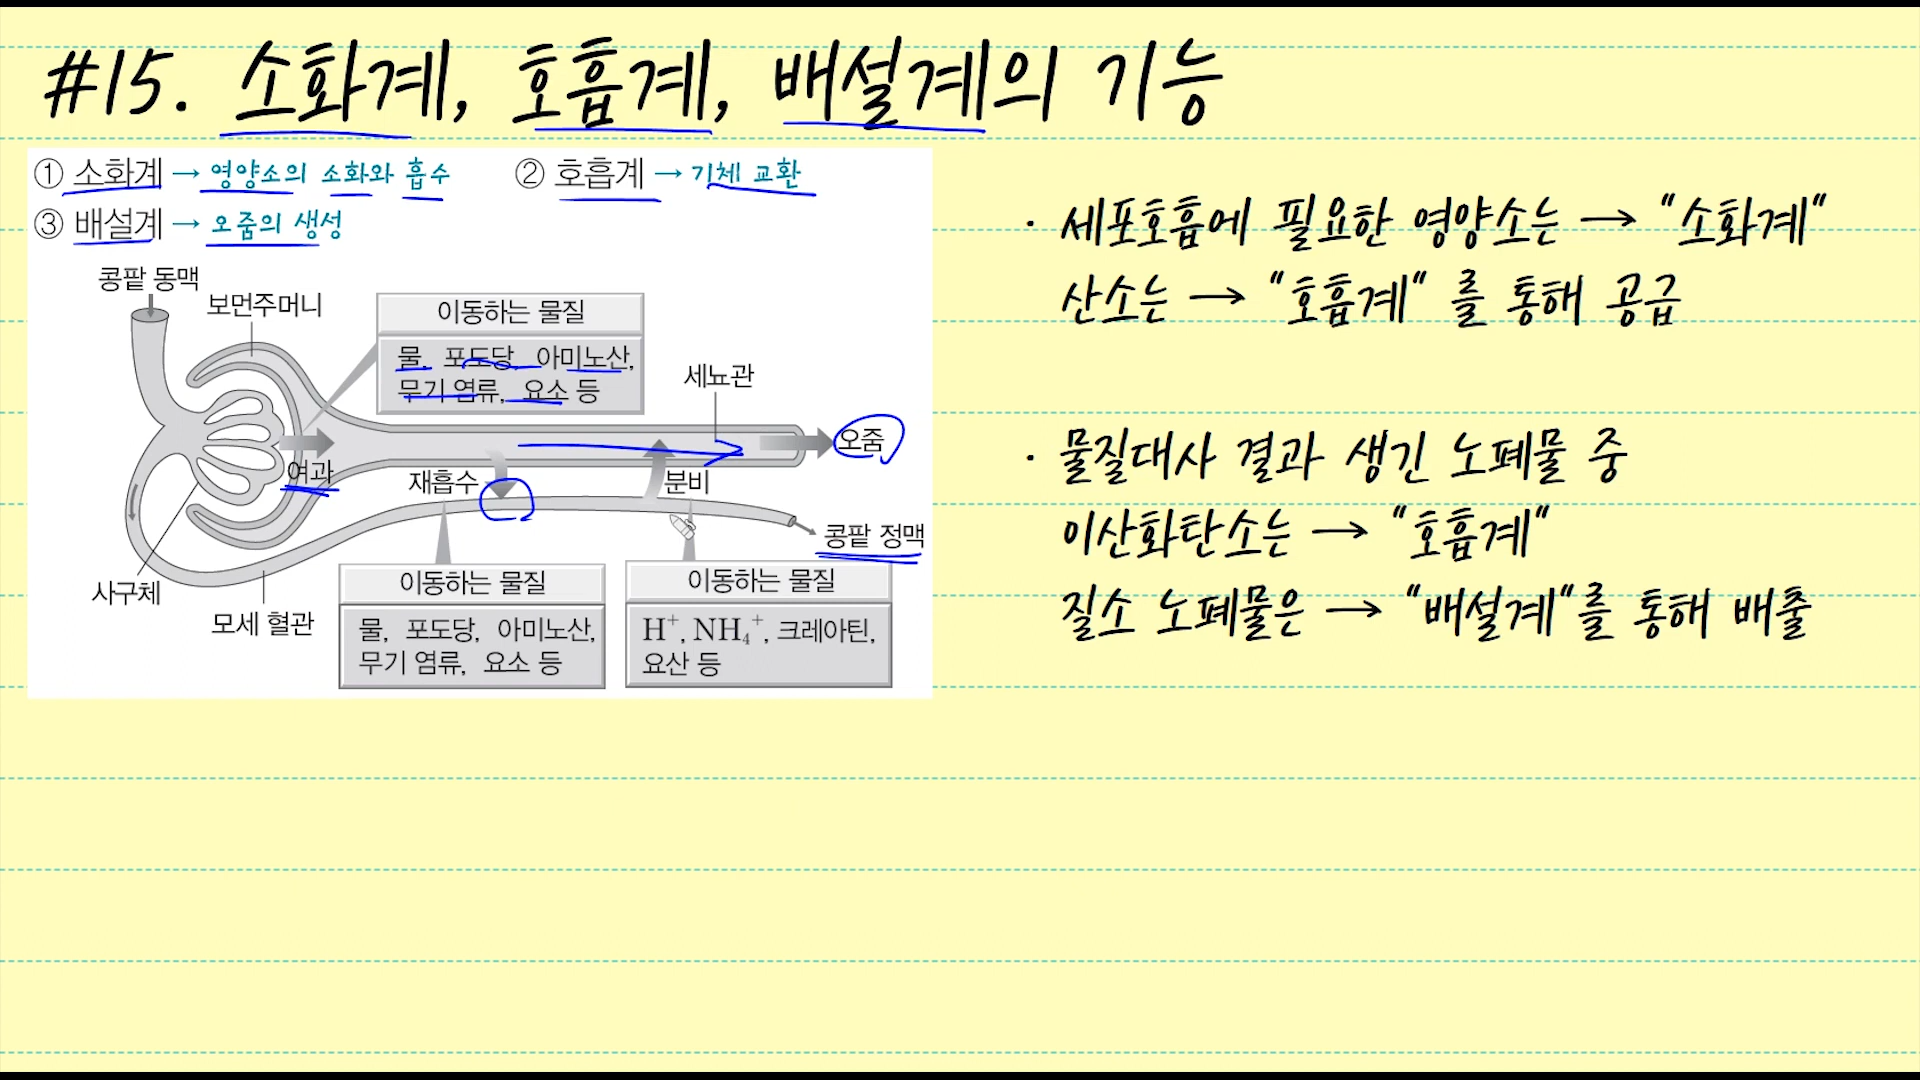 #15. 소화계, 호흡계, 배설계의 기능
① 소화계 → 영양소의 소화와 흡수
② 호흡계 → 기체 교환
③ 배설계 → 오줌의 생성
콩팥 동맥
보먼주머니
이동하는 물질
물, 포도당, 아미노산,
무기 염류, 요소 등
세뇨관
오줌
여과
재흡수
분비
콩팥 정맥
사구체
모세 혈관
이동하는 물질
물, 포도당, 아미노산,
무기 염류, 요소 등
이동하는 물질
H⁺, NH₄⁺, 크레아틴,
요산 등
· 세포호흡에 필요한 영양소는 → "소화계"
산소는 → "호흡계" 를 통해 공급
· 물질대사 결과 생긴 노폐물 중
이산화탄소는 → "호흡계"
질소 노폐물은 → "배설계"를 통해 배출